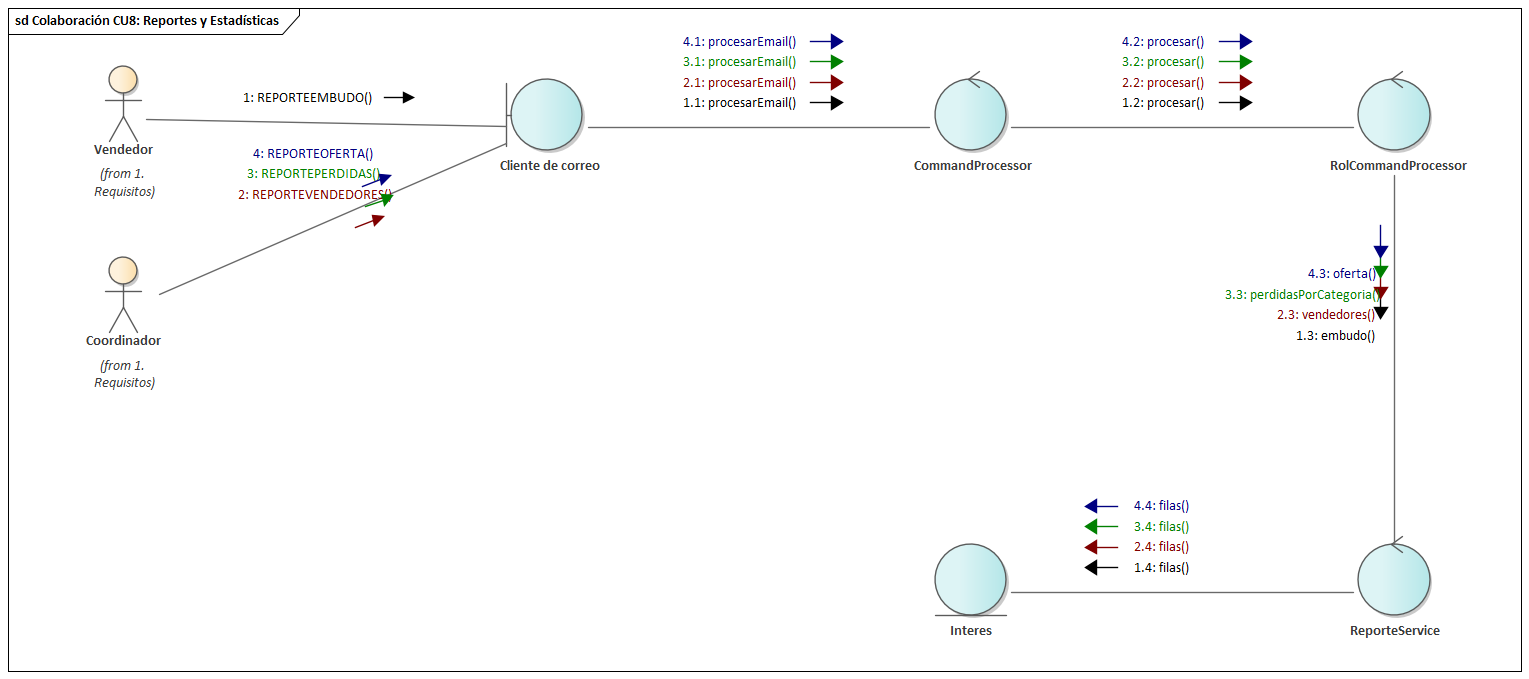 sd Colaboración CU8: Reportes y Estadísticas
4.1: procesarEmail()
3.1: procesarEmail()
2.1: procesarEmail()
1.1: procesarEmail()
4.2: procesar()
3.2: procesar()
2.2: procesar()
1.2: procesar()
1: REPORTEEMBUDO()
Vendedor
(from 1.
Requisitos)
4: REPORTEOFERTA()
3: REPORTEPERDIDAS()
2: REPORTEVENDEDORES()
Cliente de correo
CommandProcessor
RolCommandProcessor
Coordinador
(from 1.
Requisitos)
4.3: oferta()
3.3: perdidasPorCategoria()
2.3: vendedores()
1.3: embudo()
4.4: filas()
3.4: filas()
2.4: filas()
1.4: filas()
Interes
ReporteService